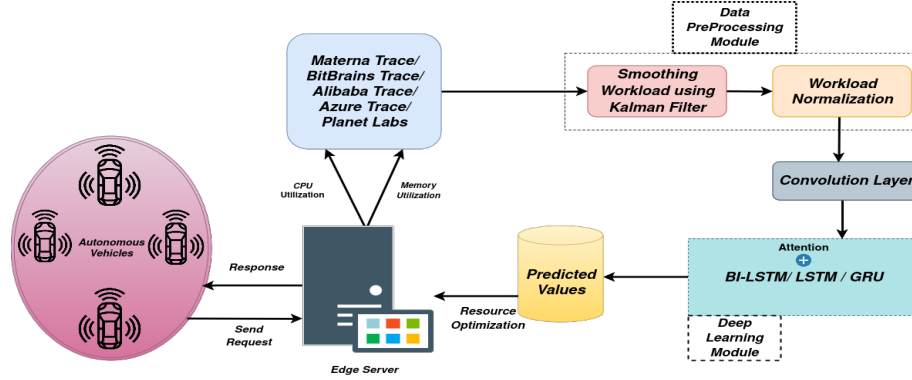 Data
PreProcessing
Module
Materna Trace/
BitBrains Trace/
Alibaba Trace/
Azure Trace/
Planet Labs
Smoothing
Workload using
Kalman Filter
Workload
Normalization
CPU
Utilization
Memory
Utilization
Convolution Layer
Autonomous
Vehicles
Attention
BI-LSTM/ LSTM / GRU
Response
Predicted
Values
Resource
Optimization
Send
Request
Deep
Learning
Module
Edge Server